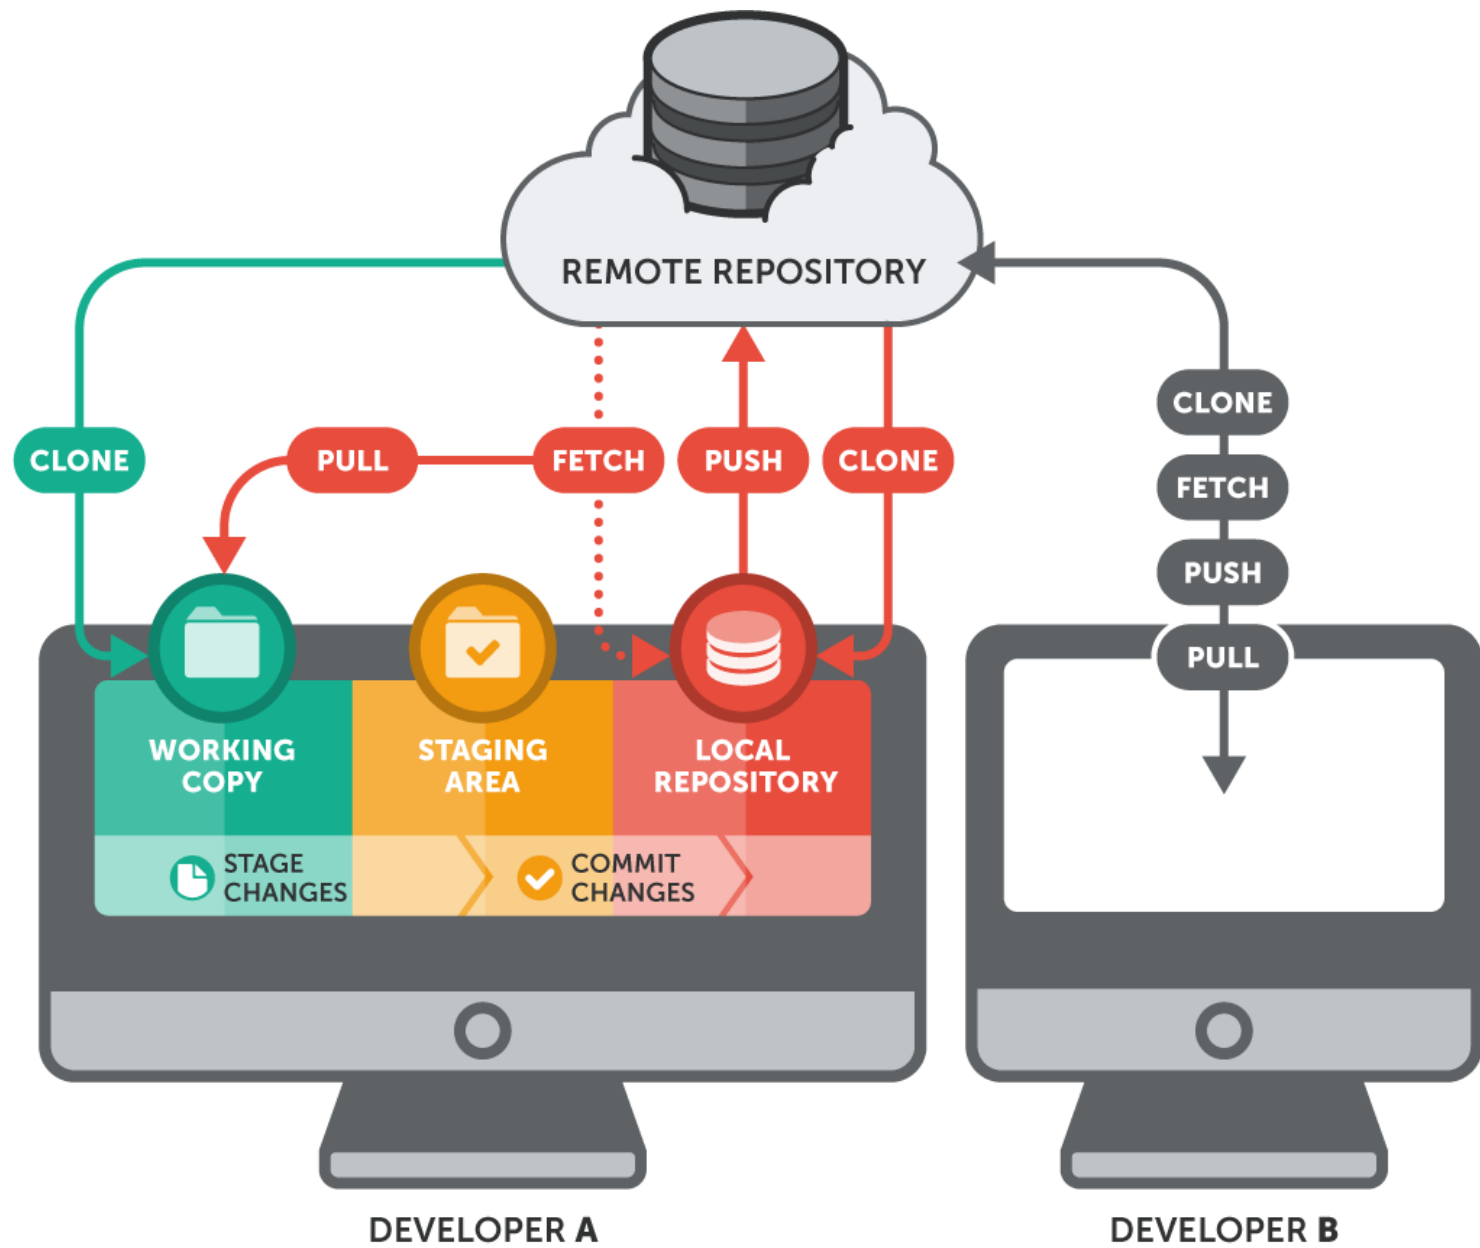 REMOTE REPOSITORY
CLONE
PULL
FETCH
PUSH
CLONE
CLONE
FETCH
PUSH
PULL
WORKING
COPY
STAGING
AREA
LOCAL
REPOSITORY
STAGE
CHANGES
COMMIT
CHANGES
DEVELOPER A
DEVELOPER B